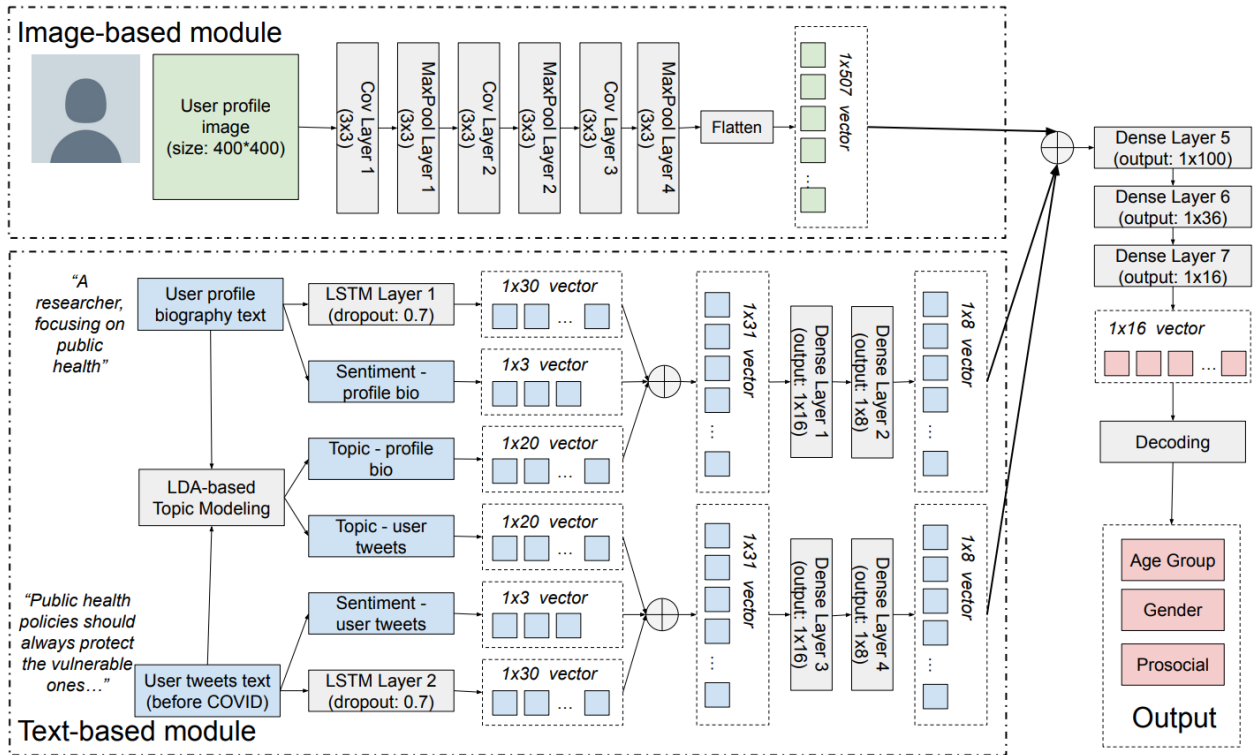 Image-based module
User profile
image
(size: 400*400)
Cov Layer 1
(3x3)
MaxPool Layer 1
(3x3)
Cov Layer 2
(3x3)
MaxPool Layer 2
(3x3)
Cov Layer 3
(3x3)
MaxPool Layer 4
(3x3)
Flatten
1x507 vector
...
Dense Layer 5
(output: 1x100)
Dense Layer 6
(output: 1x36)
Dense Layer 7
(output: 1x16)
1x16 vector
...
Decoding
Age Group
Gender
Prosocial
Output
“A
researcher,
focusing on
public
health”
User profile
biography text
LSTM Layer 1
(dropout: 0.7)
1x30 vector
...
Sentiment -
profile bio
1x3 vector
Topic - profile
bio
1x20 vector
...
LDA-based
Topic Modeling
1x31 vector
...
Dense Layer 1
(output: 1x16)
Dense Layer 2
(output: 1x8)
1x8 vector
...
Topic - user
tweets
1x20 vector
...
Sentiment -
user tweets
1x3 vector
“Public health
policies should
always protect
the vulnerable
ones…”
User tweets text
(before COVID)
LSTM Layer 2
(dropout: 0.7)
1x30 vector
...
1x31 vector
...
Dense Layer 3
(output: 1x16)
Dense Layer 4
(output: 1x8)
1x8 vector
...
Text-based module